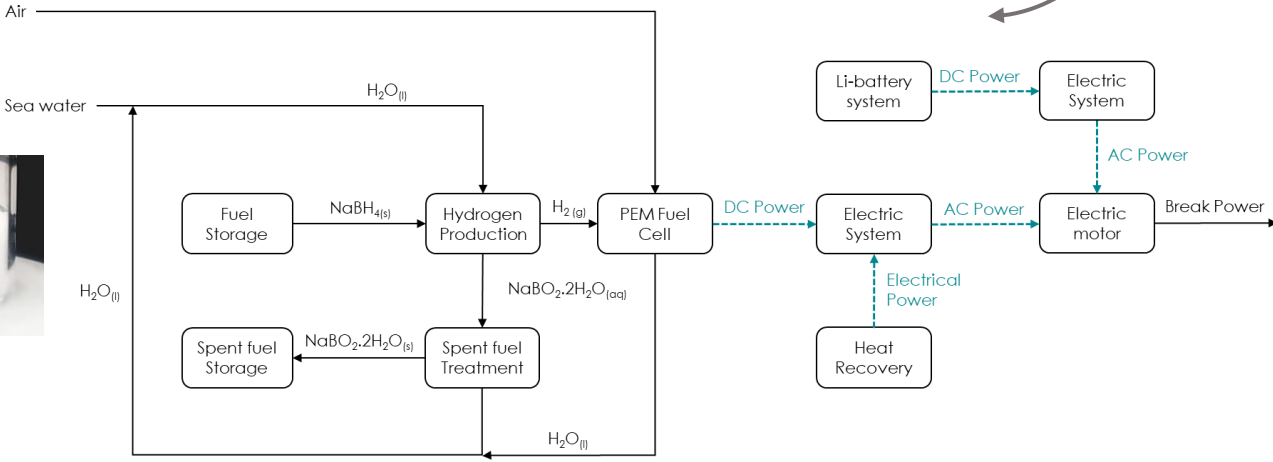 Air
Sea water
H₂O₍ₗ₎
Li-battery
system
DC Power
Electric
System
AC Power
Fuel
Storage
NaBH₄₍ₛ₎
Hydrogen
Production
H₂ ₍g₎
PEM Fuel
Cell
DC Power
Electric
System
AC Power
Electric
motor
Break Power
H₂O₍ₗ₎
NaBO₂.2H₂O₍aq₎
Electrical
Power
Spent fuel
Storage
NaBO₂.2H₂O₍ₛ₎
Spent fuel
Treatment
Heat
Recovery
H₂O₍ₗ₎